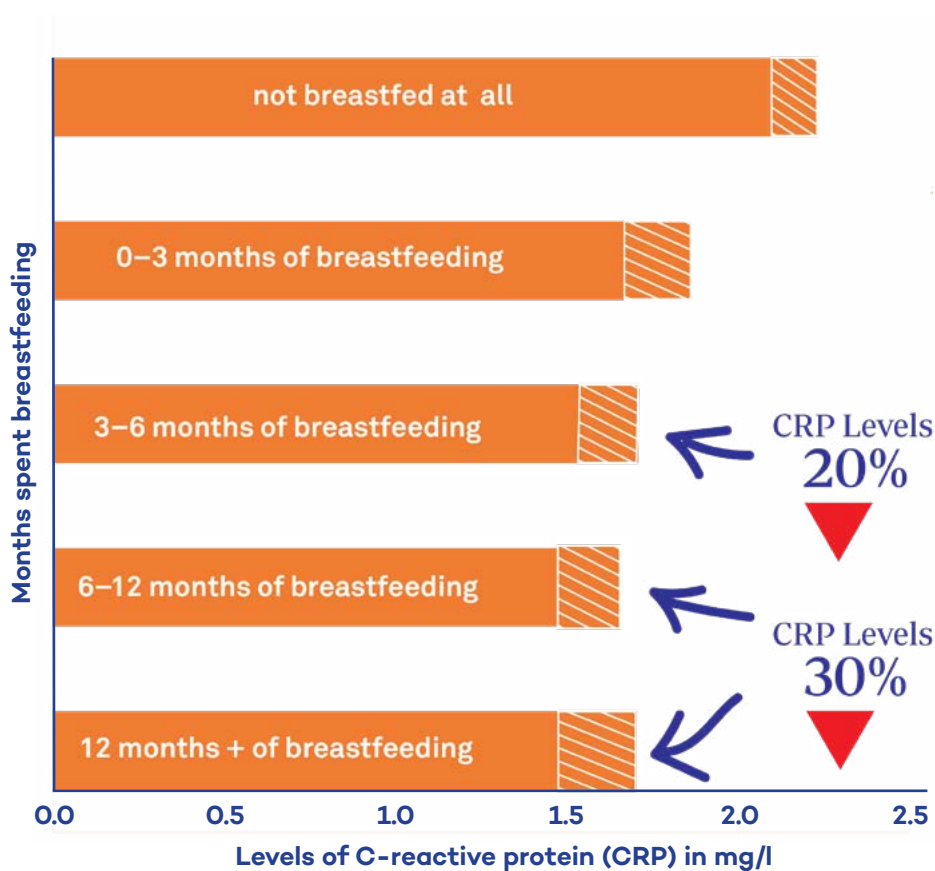 not breastfed at all
0–3 months of breastfeeding
3–6 months of breastfeeding
CRP Levels
20%
6–12 months of breastfeeding
CRP Levels
30%
12 months + of breastfeeding
Months spent breastfeeding
0.0 0.5 1.0 1.5 2.0 2.5
Levels of C-reactive protein (CRP) in mg/l